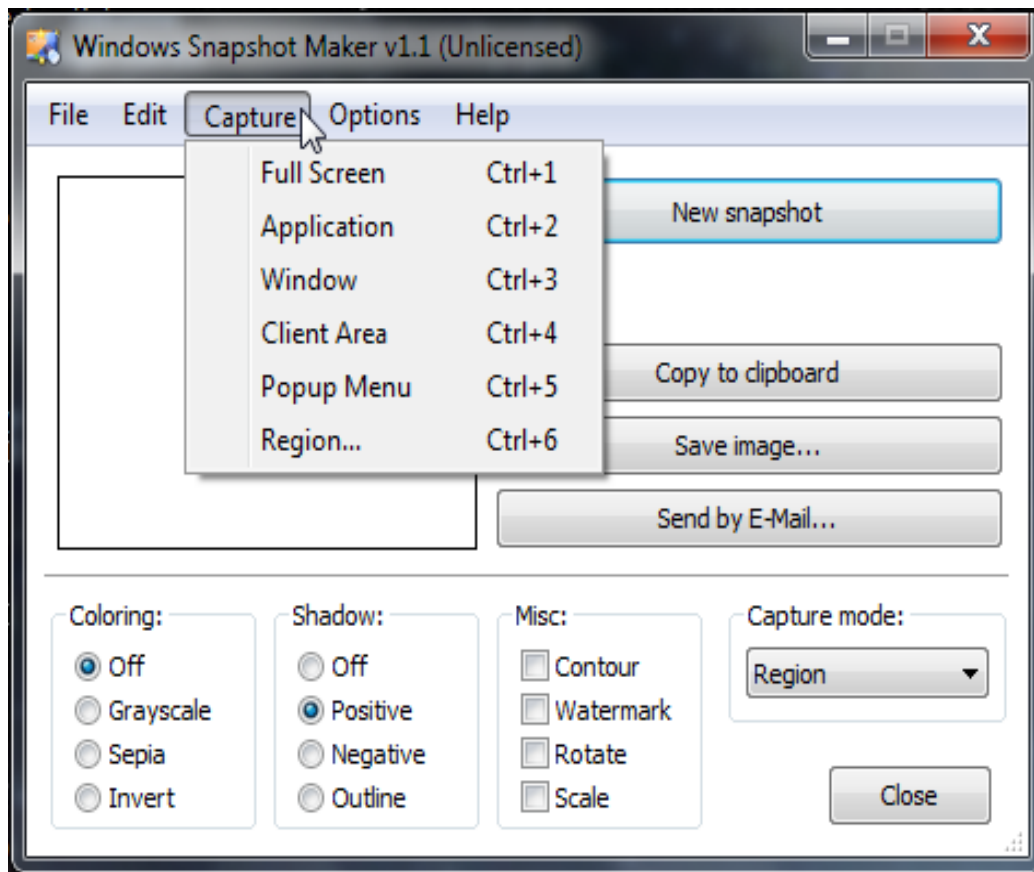 Windows Snapshot Maker v1.1 (Unlicensed)
File Edit Capture Options Help
Full Screen Ctrl+1
Application Ctrl+2
Window Ctrl+3
Client Area Ctrl+4
Popup Menu Ctrl+5
Region... Ctrl+6
New snapshot
Copy to clipboard
Save image...
Send by E-Mail...
Coloring:
Off
Grayscale
Sepia
Invert
Shadow:
Off
Positive
Negative
Outline
Misc:
Contour
Watermark
Rotate
Scale
Capture mode:
Region
Close